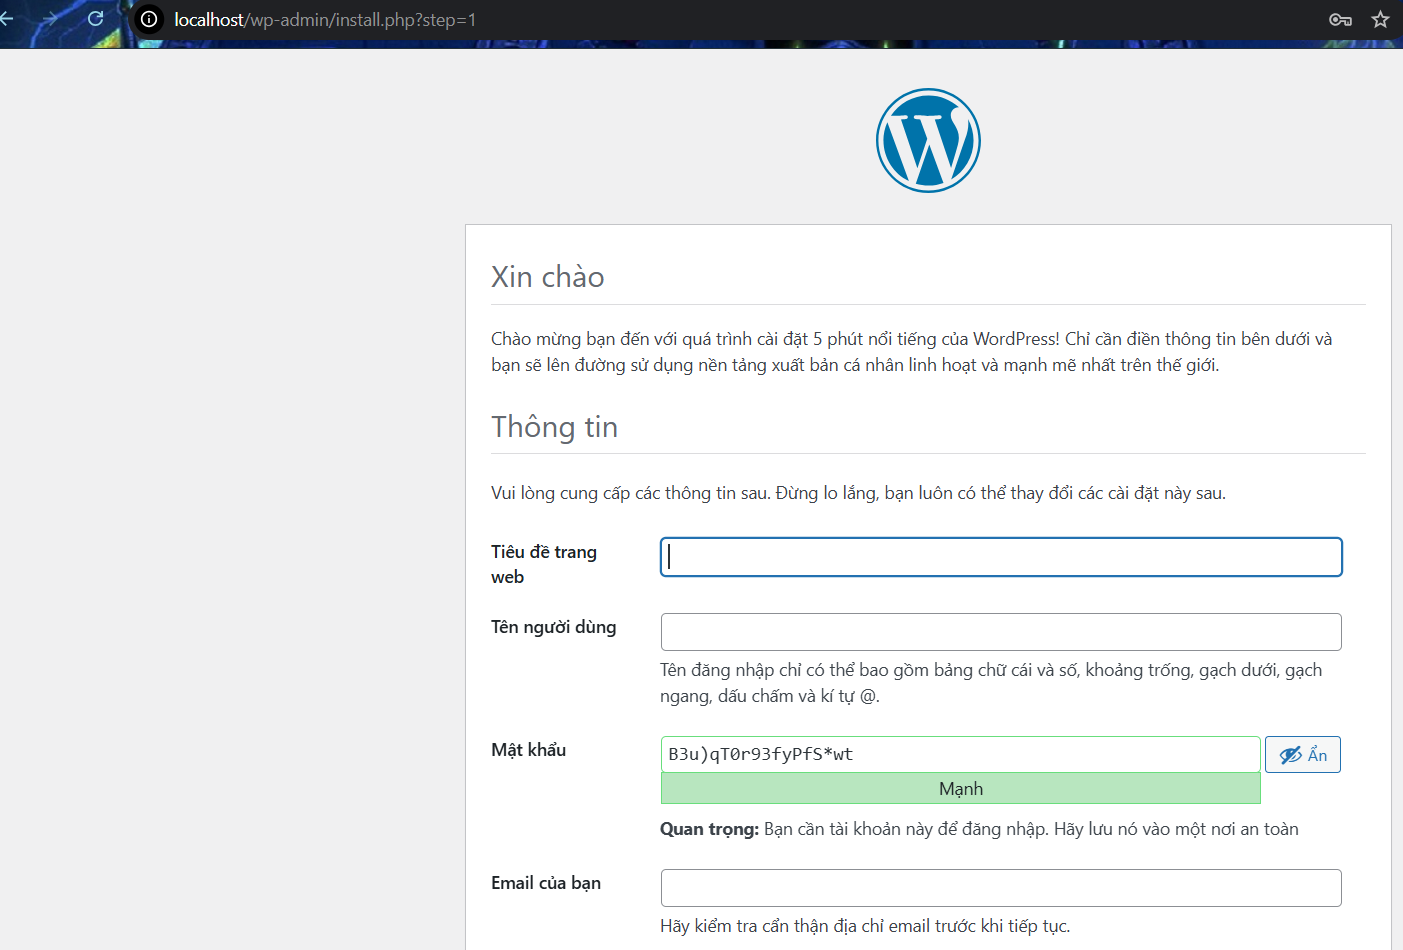 localhost/wp-admin/install.php?step=1
Xin chào
Chào mừng bạn đến với quá trình cài đặt 5 phút nổi tiếng của WordPress! Chỉ cần điền thông tin bên dưới và
bạn sẽ lên đường sử dụng nền tảng xuất bản cá nhân linh hoạt và mạnh mẽ nhất trên thế giới.
Thông tin
Vui lòng cung cấp các thông tin sau. Đừng lo lắng, bạn luôn có thể thay đổi các cài đặt này sau.
Tiêu đề trang
web
Tên người dùng
Tên đăng nhập chỉ có thể bao gồm bảng chữ cái và số, khoảng trống, gạch dưới, gạch
ngang, dấu chấm và kí tự @.
Mật khẩu
B3u)qT0r93fyPfS*wt
Ẩn
Mạnh
Quan trọng: Bạn cần tài khoản này để đăng nhập. Hãy lưu nó vào một nơi an toàn
Email của bạn
Hãy kiểm tra cẩn thận địa chỉ email trước khi tiếp tục.